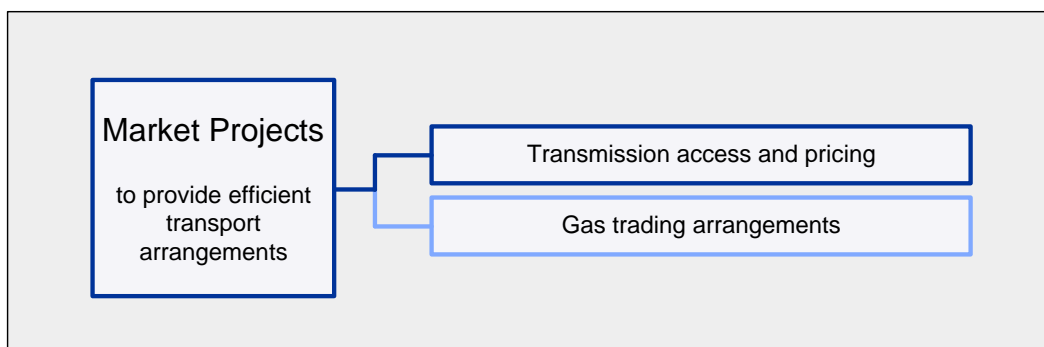 Market Projects
to provide efficient
transport
arrangements
Transmission access and pricing
Gas trading arrangements